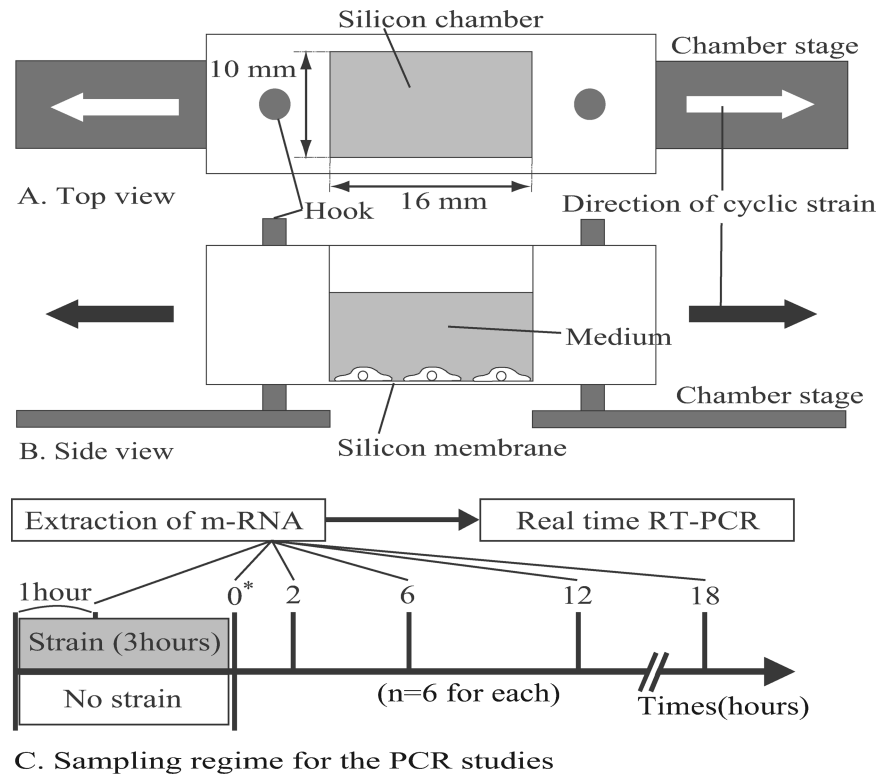 Silicon chamber
Chamber stage
10 mm
A. Top view
16 mm
Hook
Direction of cyclic strain
Medium
Chamber stage
B. Side view
Silicon membrane
Extraction of m-RNA
Real time RT-PCR
1hour
0*
2
6
12
18
Strain (3hours)
No strain
(n=6 for each)
Times(hours)
C. Sampling regime for the PCR studies